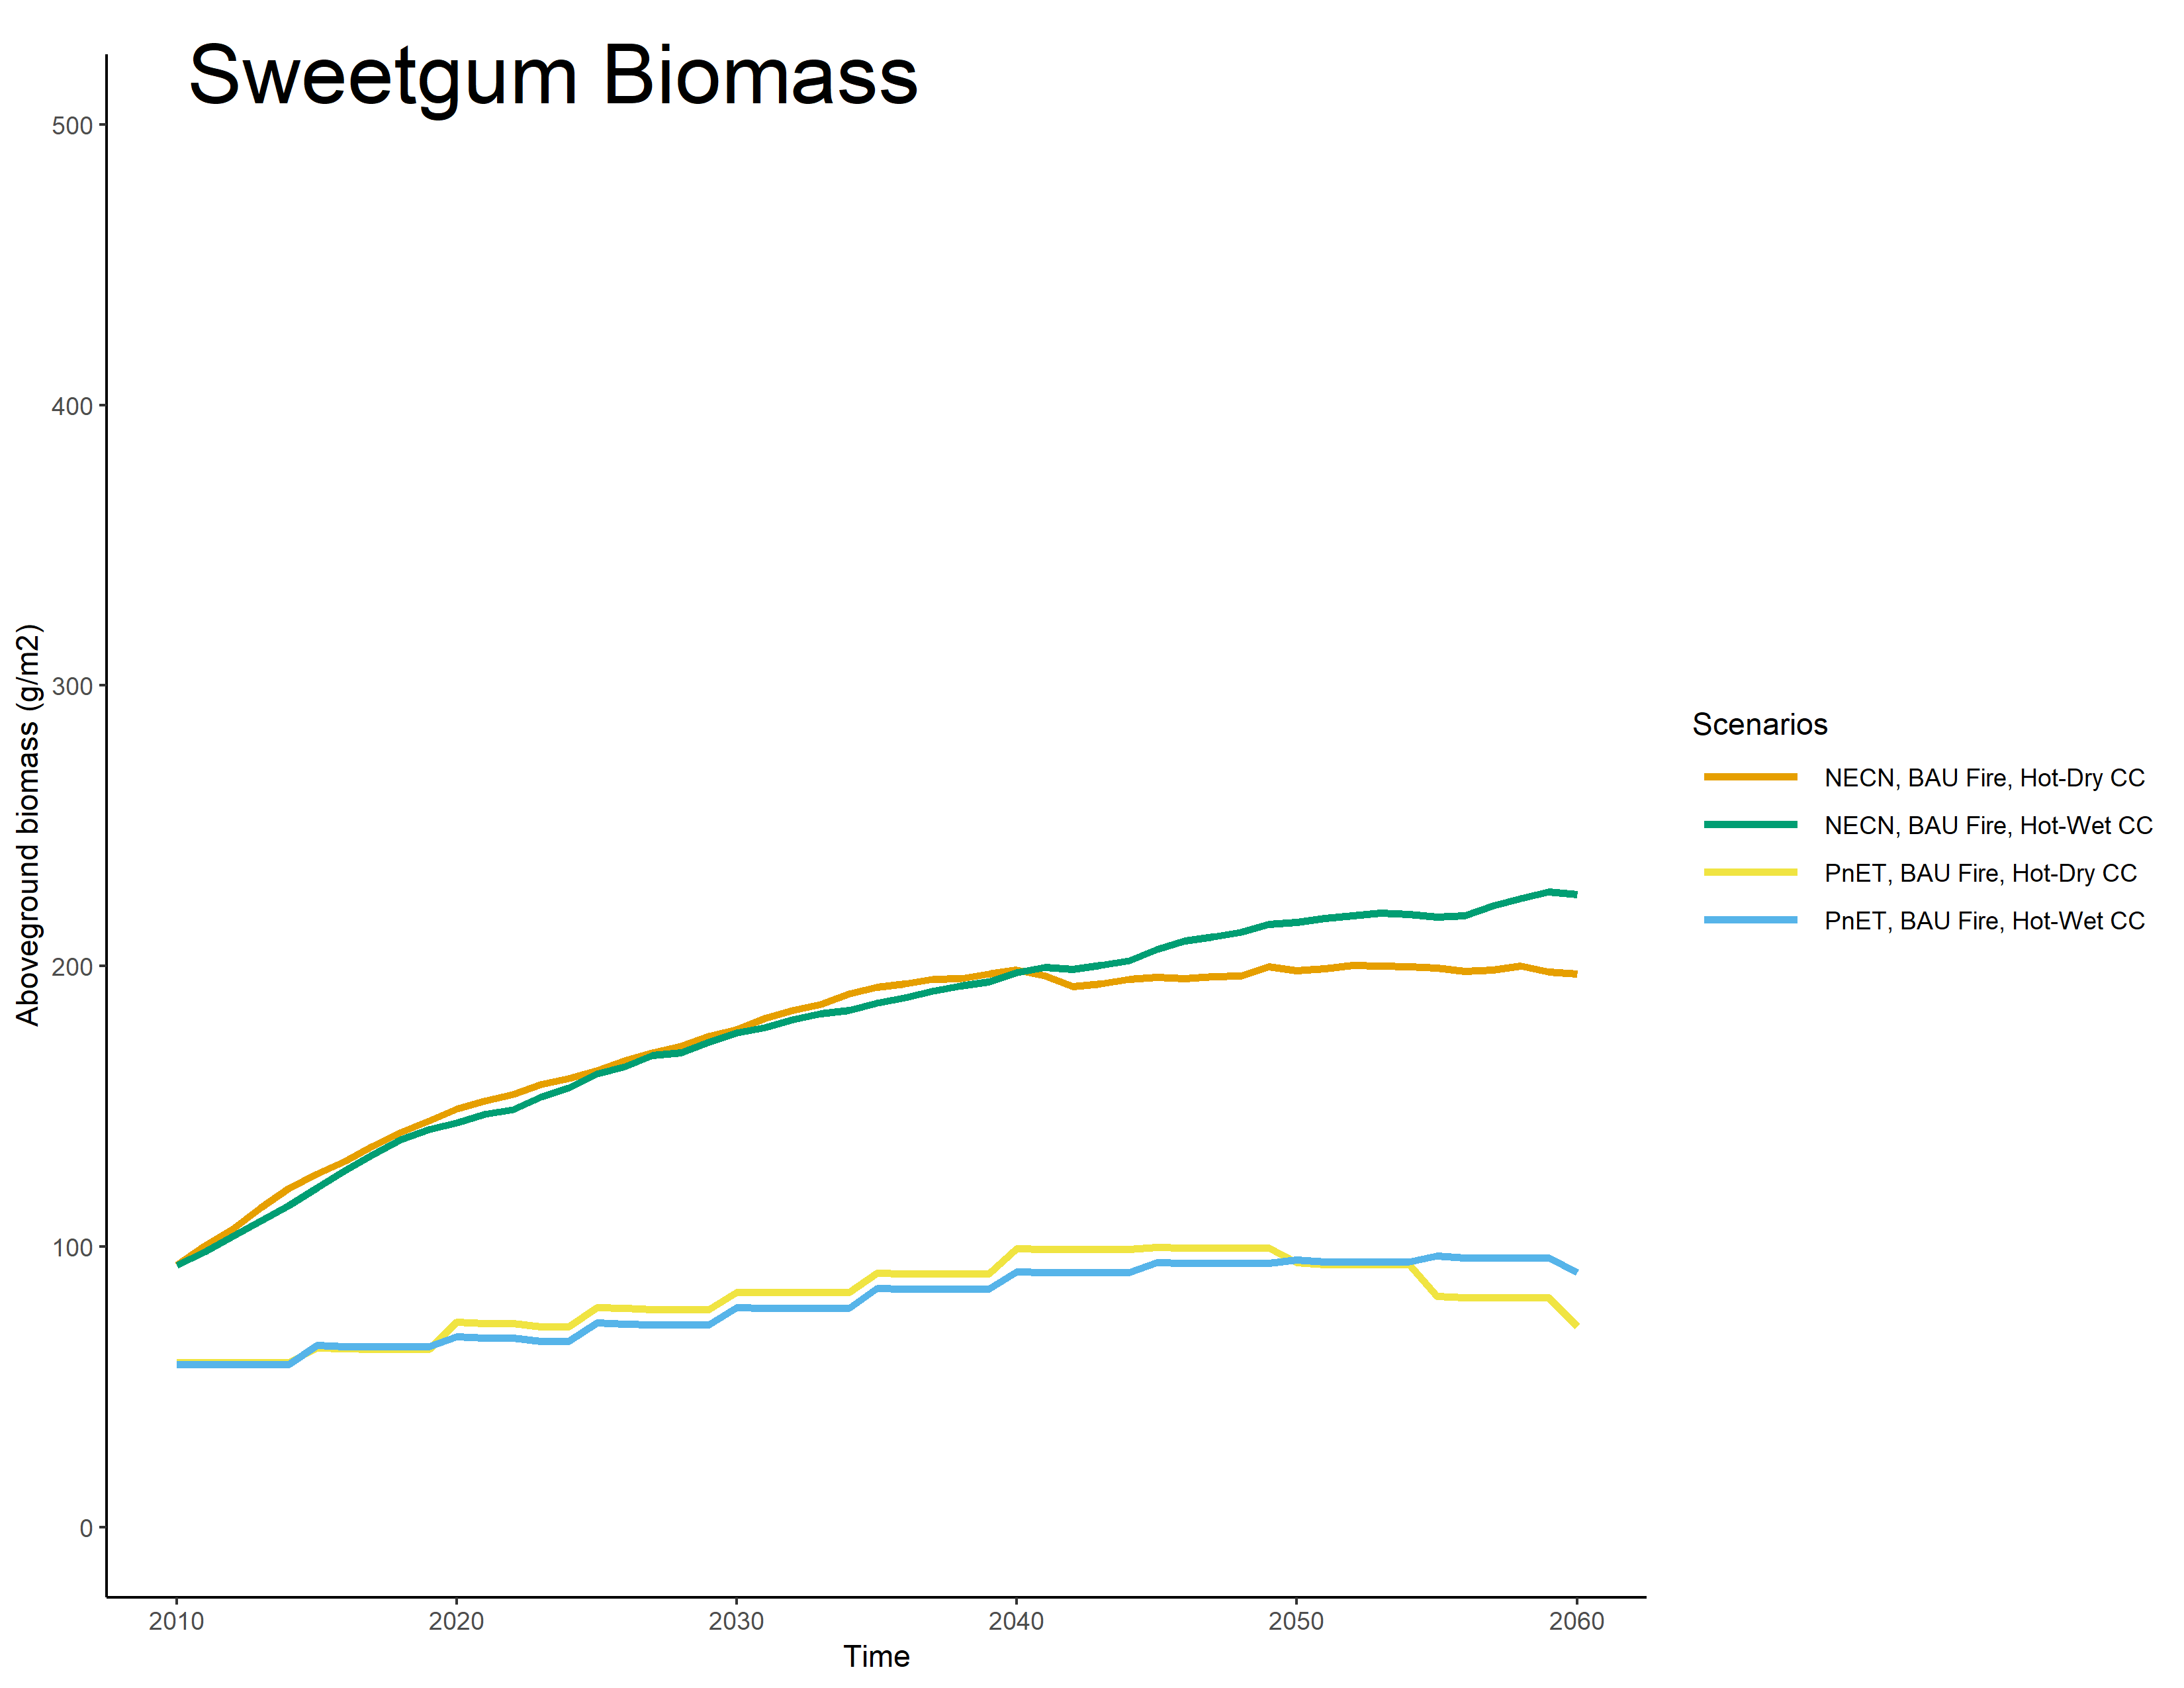 Sweetgum Biomass
500
400
300
200
100
0
Aboveground biomass (g/m2)
2010 2020 2030 2040 2050 2060
Time
Scenarios
NECN, BAU Fire, Hot-Dry CC
NECN, BAU Fire, Hot-Wet CC
PnET, BAU Fire, Hot-Dry CC
PnET, BAU Fire, Hot-Wet CC